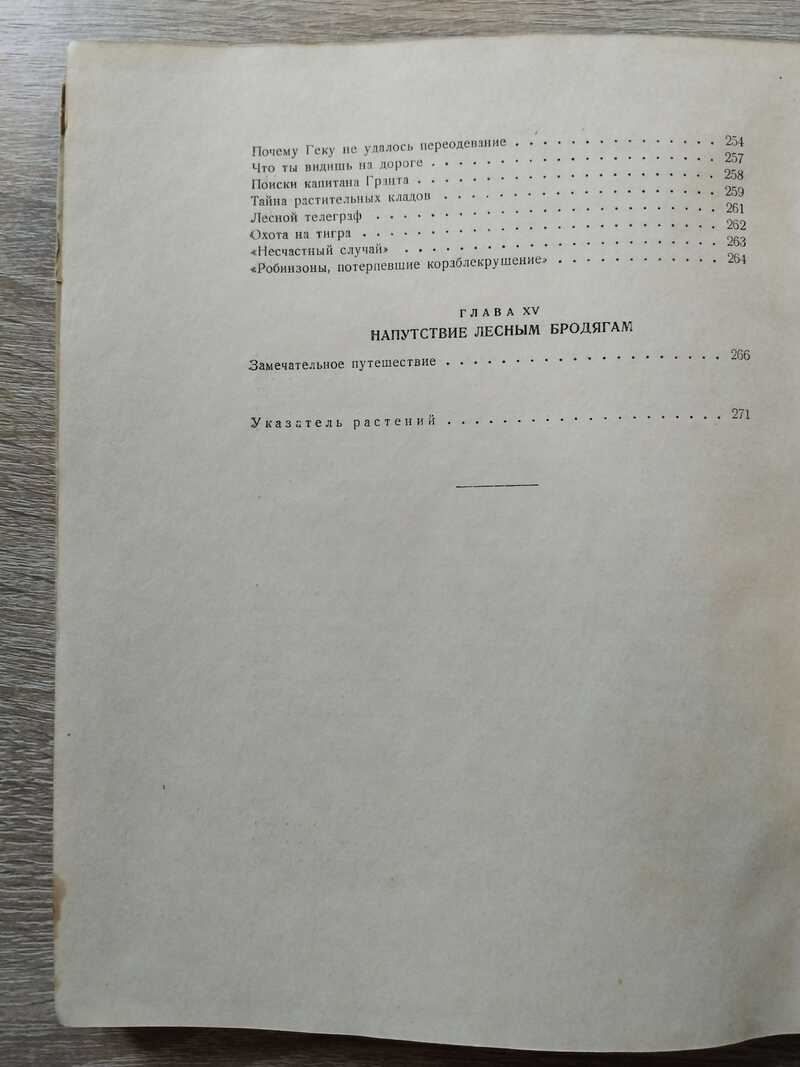 Почему Геку не удалось переодевание . . . . . . . . . . . . . . . 254
Что ты видишь на дороге . . . . . . . . . . . . . . . . . . . . . 257
Поиски капитана Гранта . . . . . . . . . . . . . . . . . . . . . . 258
Тайна растительных кладов . . . . . . . . . . . . . . . . . . . . 259
Лесной телеграф . . . . . . . . . . . . . . . . . . . . . . . . . 261
Охота на тигра . . . . . . . . . . . . . . . . . . . . . . . . . . 262
«Несчастный случай» . . . . . . . . . . . . . . . . . . . . . . . 263
«Робинзоны, потерпевшие кораблекрушение» . . . . . . . . . . . . 264
ГЛАВА XV
НАПУТСТВИЕ ЛЕСНЫМ БРОДЯГАМ
Замечательное путешествие . . . . . . . . . . . . . . . . . . . . 266
Указатель растений . . . . . . . . . . . . . . . . . . . . 271